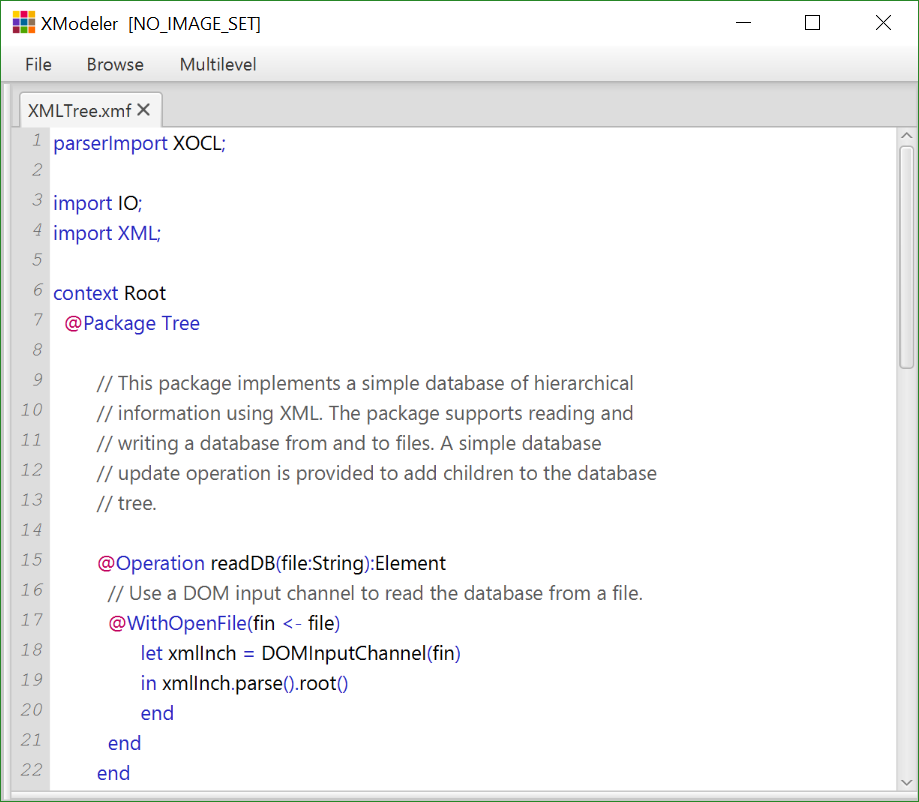 XModeler [NO_IMAGE_SET]
File Browse Multilevel
XMLTree.xmf
1 parserImport XOCL;
2
3 import IO;
4 import XML;
5
6 context Root
7 @Package Tree
8
9 // This package implements a simple database of hierarchical
10 // information using XML. The package supports reading and
11 // writing a database from and to files. A simple database
12 // update operation is provided to add children to the database
13 // tree.
14
15 @Operation readDB(file:String):Element
16 // Use a DOM input channel to read the database from a file.
17 @WithOpenFile(fin <- file)
18 let xmlInch = DOMInputChannel(fin)
19 in xmlInch.parse().root()
20 end
21 end
22 end